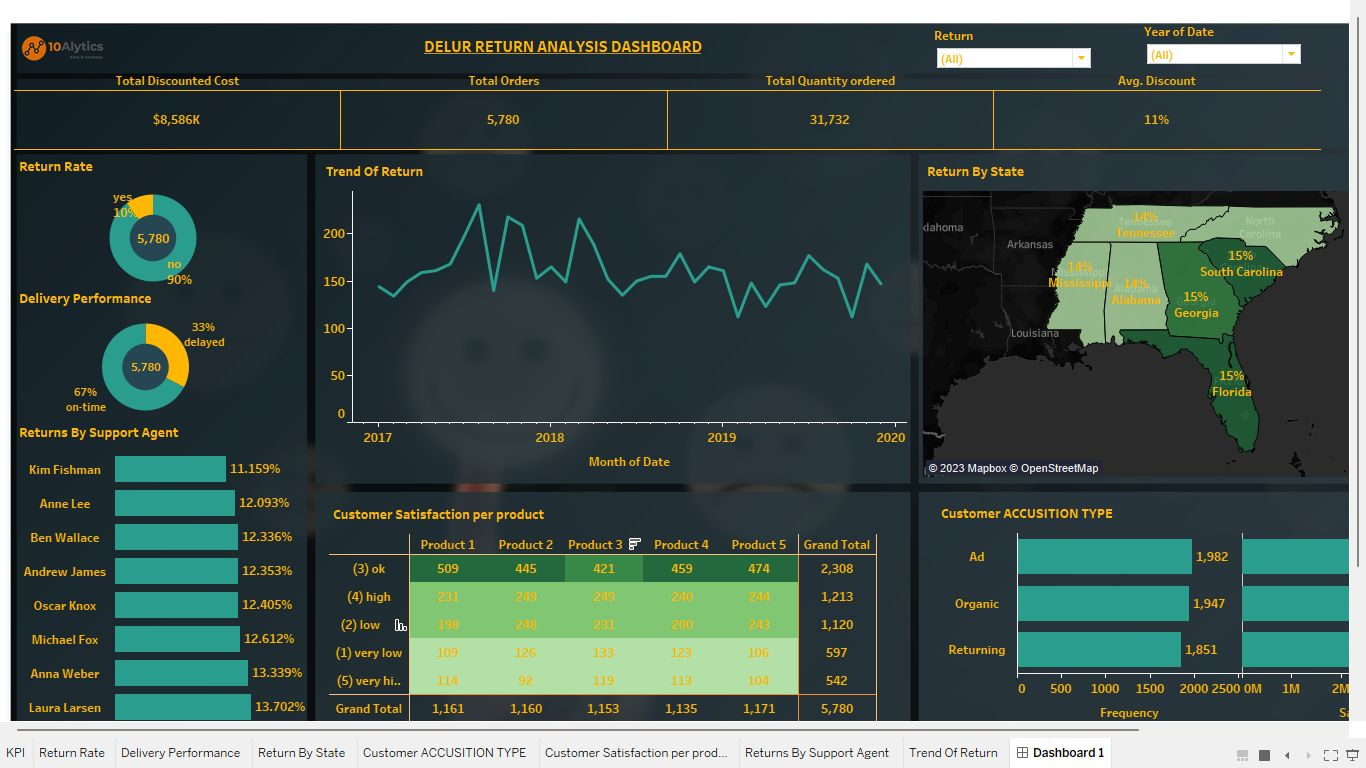 10Alytics
DELUR RETURN ANALYSIS DASHBOARD
Return
(All)
Year of Date
(All)
Total Discounted Cost
Total Orders
Total Quantity ordered
Avg. Discount
$8,586K
5,780
31,732
11%
Return Rate
yes
10%
5,780
no
90%
Delivery Performance
33%
delayed
5,780
67%
on-time
Returns By Support Agent
Kim Fishman 11.159%
Anne Lee 12.093%
Ben Wallace 12.336%
Andrew James 12.353%
Oscar Knox 12.405%
Michael Fox 12.612%
Anna Weber 13.339%
Laura Larsen 13.702%
Trend Of Return
200
150
100
50
0
2017 2018 2019 2020
Month of Date
Return By State
klahoma
Arkansas
Louisiana
North
Carolina
14%
Tennessee
Tennessee
15%
South Carolina
14%
Mississippi
14%
Alabama
Alabama
15%
Georgia
15%
Florida
© 2023 Mapbox © OpenStreetMap
Customer Satisfaction per product
Product 1 Product 2 Product 3 Product 4 Product 5 Grand Total
(3) ok 509 445 421 459 474 2,308
(4) high 231 249 249 240 244 1,213
(2) low 198 248 231 200 243 1,120
(1) very low 109 126 133 123 106 597
(5) very hi.. 114 92 119 113 104 542
Grand Total 1,161 1,160 1,153 1,135 1,171 5,780
Customer ACCUSITION TYPE
Ad 1,982
Organic 1,947
Returning 1,851
0 500 1000 1500 2000 2500 0M 1M 2M
Frequency Sa
KPI Return Rate Delivery Performance Return By State Customer ACCUSITION TYPE Customer Satisfaction per prod... Returns By Support Agent Trend Of Return Dashboard 1